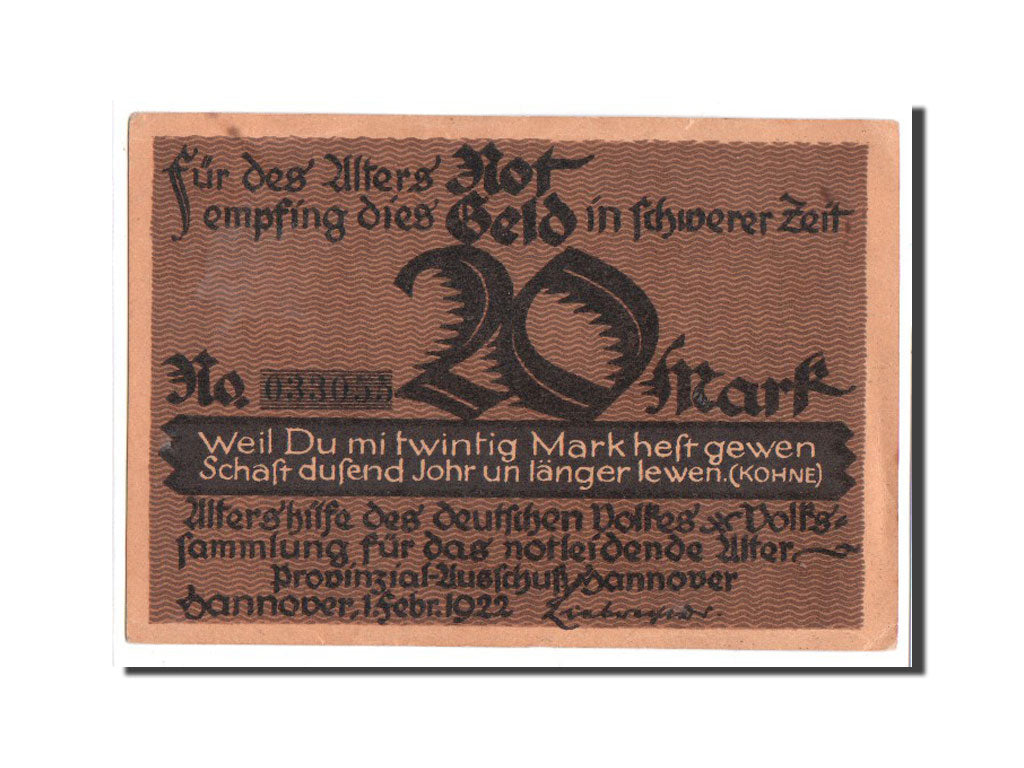 Für des Alters Not
empfing dies Geld in schwerer Zeit
20
No. 033055 Mark
Weil Du mi twintig Mark hest gewen
Schaſt duſend Johr un länger lewen. (KOHNE)
Altershilfe des deutschen Volkes & Volks-
sammlung für das notleidende Alter
Provinzial-Ausschuß Hannover
Hannover, 1 Febr. 1922